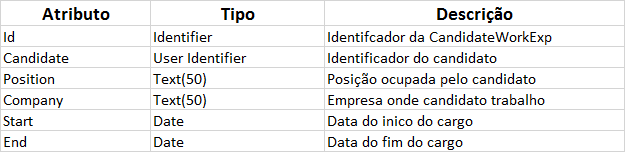 Atributo Tipo Descrição
Id Identifier Identifcador da CandidateWorkExp
Candidate User Identifier Identificador do candidato
Position Text(50) Posição ocupada pelo candidato
Company Text(50) Empresa onde candidato trabalho
Start Date Data do inico do cargo
End Date Data do fim do cargo